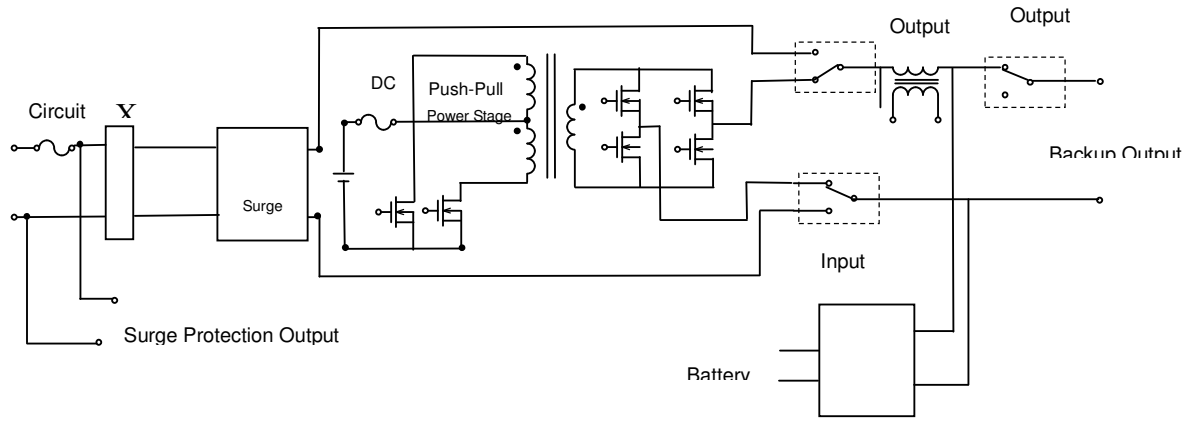 Output
Output
Circuit
X
DC
Push-Pull
Power Stage
Surge
Backup Output
Input
Surge Protection Output
Battery